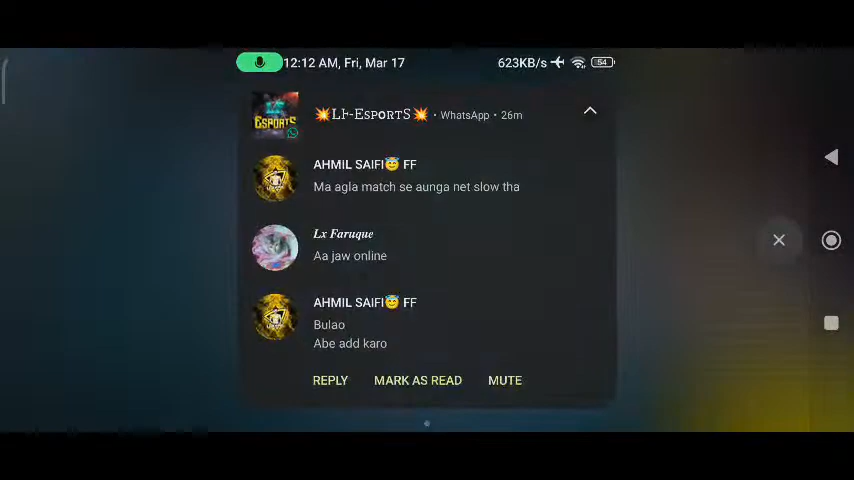 12:12 AM, Fri, Mar 17
623KB/s
54
ESPORTS
💥LF-EsporTS💥 • WhatsApp • 26m
AHMIL SAIFI😇 FF
Ma agla match se aunga net slow tha
Lx Faruque
Aa jaw online
AHMIL SAIFI😇 FF
Bulao
Abe add karo
REPLY
MARK AS READ
MUTE